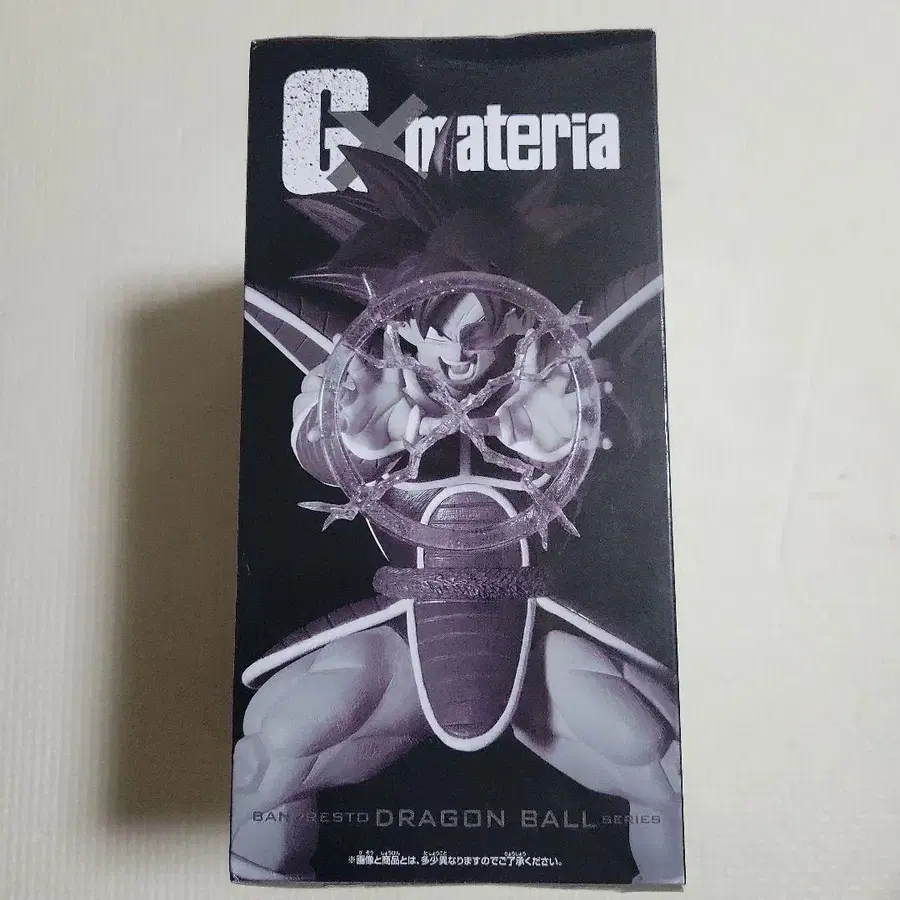 G×materia
BANPRESTO DRAGON BALL SERIES
※画像と商品とは、多少異なりますのでご了承ください。